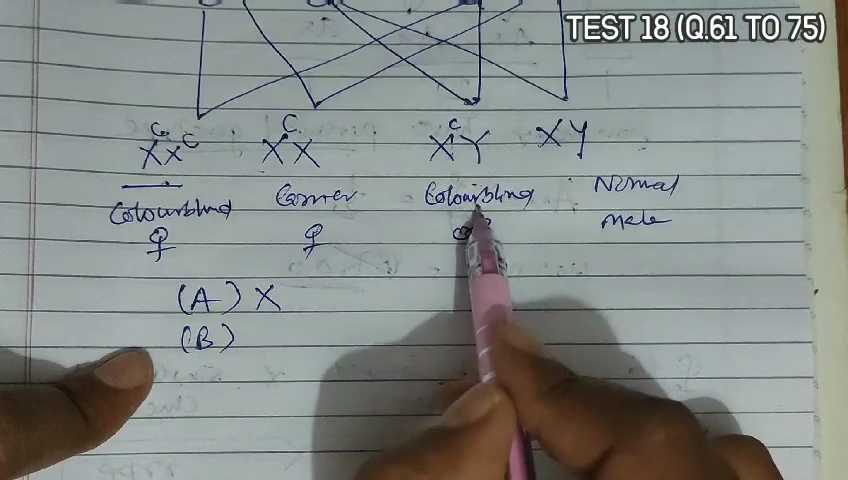 TEST 18 (Q.61 TO 75)
XᶜXᶜ XᶜX XᶜY XY
Colourblind Carrier Colourblind Normal
♀ ♀ Male
(A) X
(B)